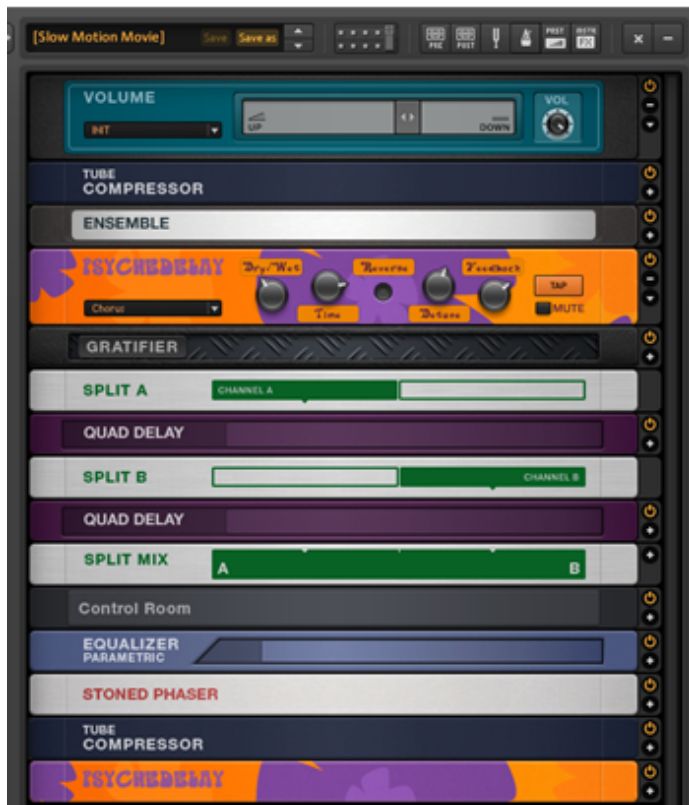 [Slow Motion Movie] Save Save as
PRE POST POST INSTR FX
VOLUME
VOL
INIT
UP DOWN
TUBE
COMPRESSOR
ENSEMBLE
PSYCHEDELAY
Dry/Wet Reverse Feedback
Chorus
Time Detune
TAP
MUTE
GRATIFIER
SPLIT A CHANNEL A
QUAD DELAY
SPLIT B CHANNEL B
QUAD DELAY
SPLIT MIX A B
Control Room
EQUALIZER
PARAMETRIC
STONED PHASER
TUBE
COMPRESSOR
PSYCHEDELAY